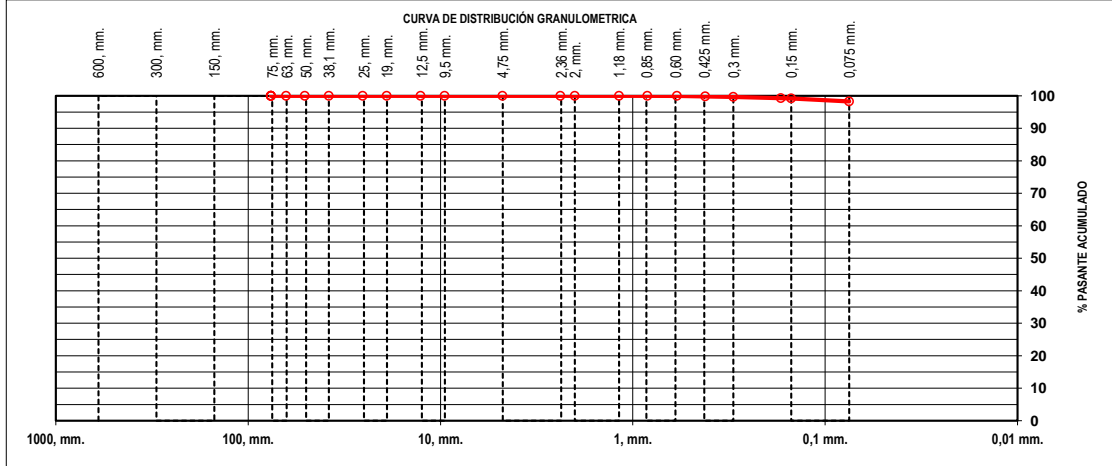 CURVA DE DISTRIBUCIÓN GRANULOMETRICA
600, mm.
300, mm.
150, mm.
75, mm.
63, mm.
50, mm.
38,1 mm.
25, mm.
19, mm.
12,5 mm.
9,5 mm.
4,75 mm.
2,36 mm.
2, mm.
1,18 mm.
0,85 mm.
0,60 mm.
0,425 mm.
0,3 mm.
0,15 mm.
0,075 mm.
100
90
80
70
60
50
40
30
20
10
0
% PASANTE ACUMULADO
1000, mm.
100, mm.
10, mm.
1, mm.
0,1 mm.
0,01 mm.